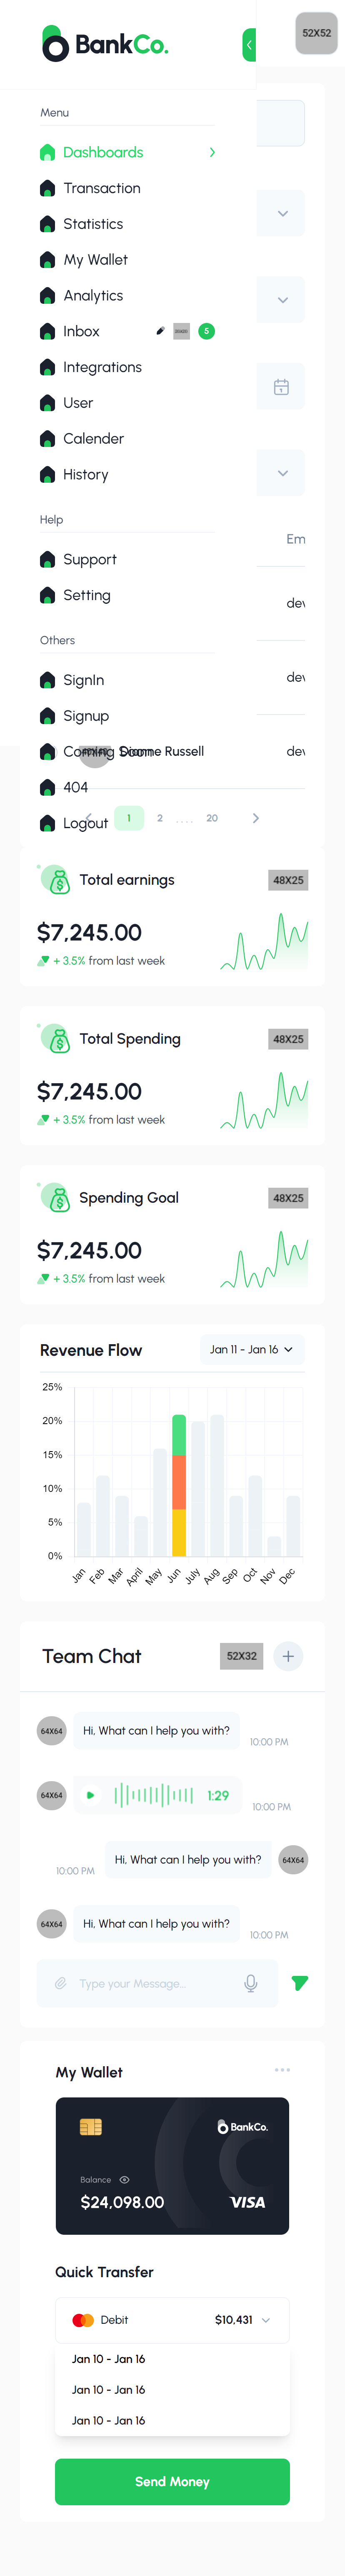 BankCo.
52X52
Menu
Dashboards
Transaction
Statistics
My Wallet
Analytics
Inbox
5
Integrations
User
Calender
History
Em
Help
Support
dev
Setting
Others
SignIn
dev
Signup
Coming Soon
Dianne Russell
dev
404
Logout
1
2
....
20
Total earnings
48X25
$7,245.00
+ 3.5% from last week
Total Spending
48X25
$7,245.00
+ 3.5% from last week
Spending Goal
48X25
$7,245.00
+ 3.5% from last week
Revenue Flow
Jan 11 - Jan 16
25%
20%
15%
10%
5%
0%
Jan
Feb
Mar
April
May
Jun
July
Aug
Sep
Oct
Nov
Dec
Team Chat
52X32
64X64
Hi, What can I help you with?
10:00 PM
64X64
1:29
10:00 PM
Hi, What can I help you with?
64X64
10:00 PM
64X64
Hi, What can I help you with?
10:00 PM
Type your Message...
My Wallet
BankCo.
Balance
$24,098.00
VISA
Quick Transfer
Debit
$10,431
Jan 10 - Jan 16
Jan 10 - Jan 16
Jan 10 - Jan 16
Send Money